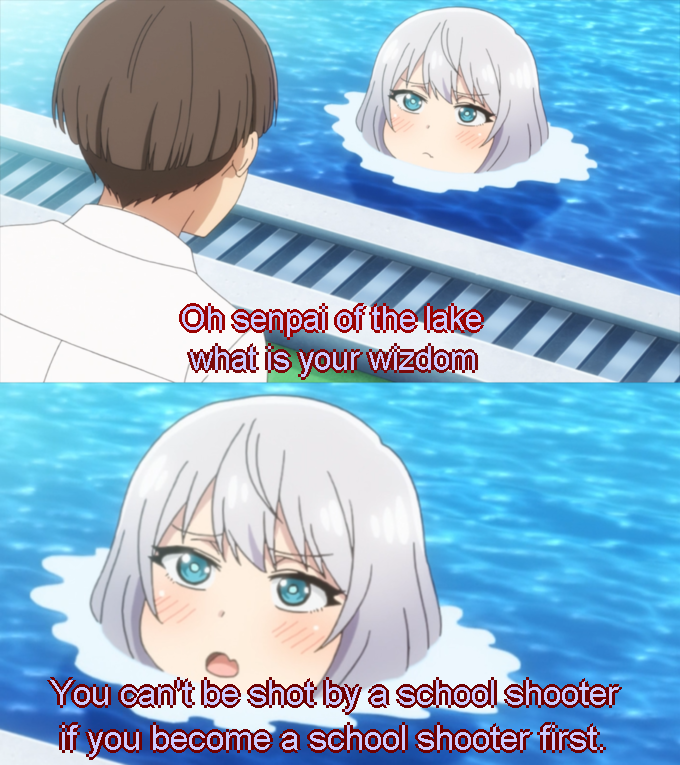 Oh senpai of the lake
what is your wizdom
You can't be shot by a school shooter
if you become a school shooter first.